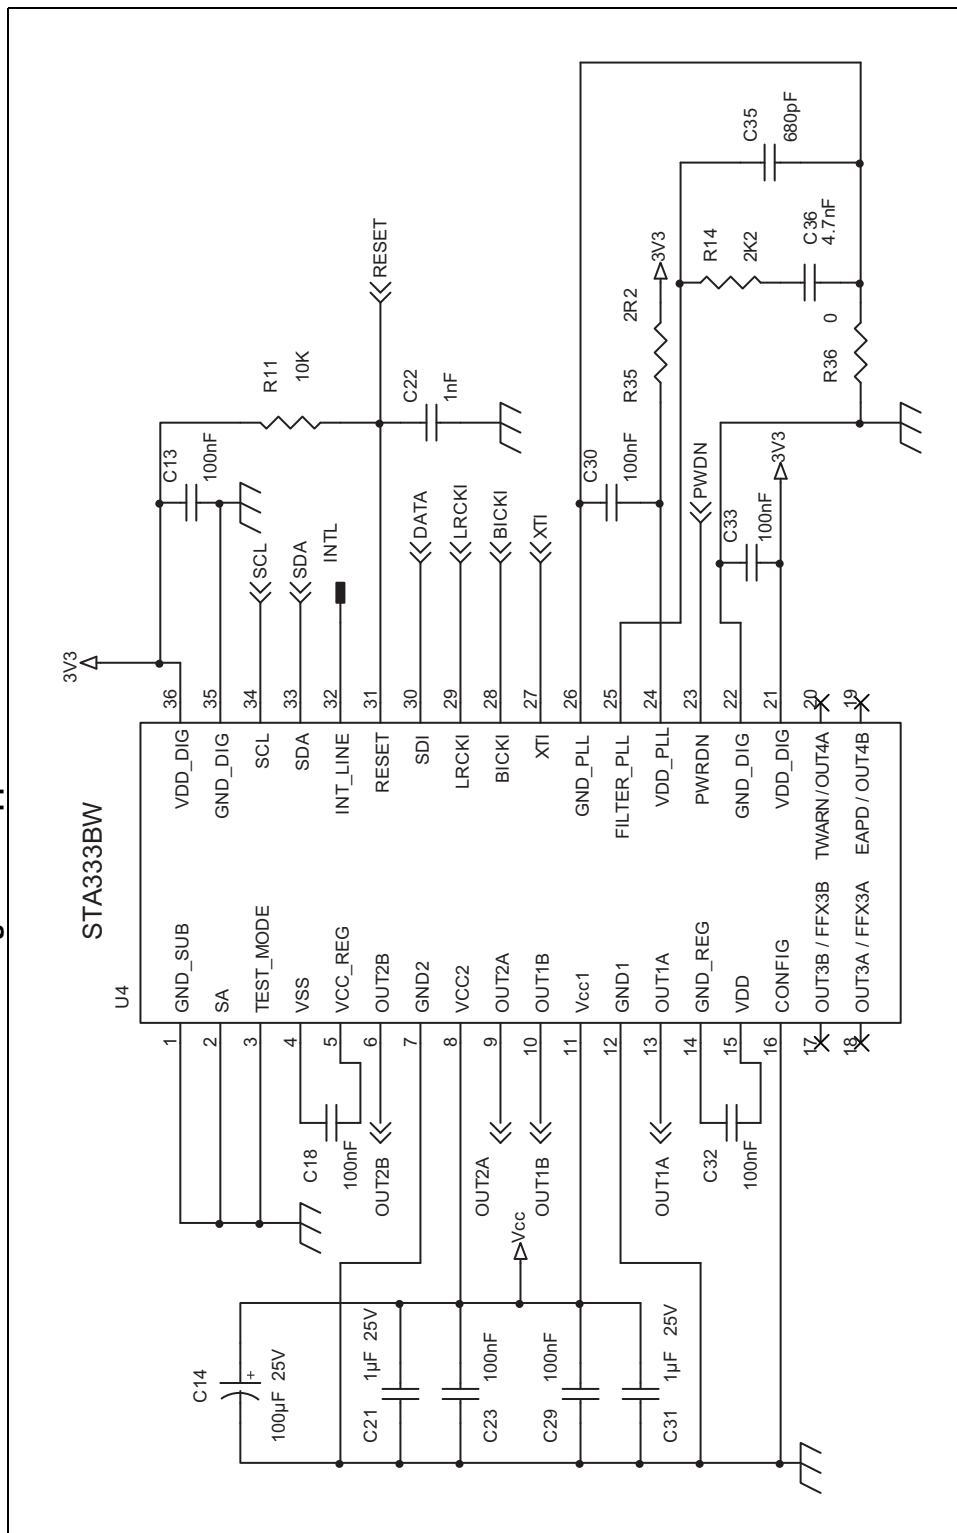 STA333BW
U4
1 GND_SUB
2 SA
3 TEST_MODE
4 VSS
5 VCC_REG
6 OUT2B
7 GND2
8 VCC2
9 OUT2A
10 OUT1B
11 Vcc1
12 GND1
13 OUT1A
14 GND_REG
15 VDD
16 CONFIG
17 OUT3B / FFX3B
18 OUT3A / FFX3A
VDD_DIG 36
GND_DIG 35
SCL 34
SDA 33
INT_LINE 32
RESET 31
SDI 30
LRCKI 29
BICKI 28
XTI 27
GND_PLL 26
FILTER_PLL 25
VDD_PLL 24
PWRDN 23
GND_DIG 22
VDD_DIG 21
TWARN / OUT4A 20
EAPD / OUT4B 19
C14
100µF 25V
+
C21
1µF 25V
C23
100nF
C29
100nF
C31
1µF 25V
Vcc
C18
100nF
OUT2B
OUT2A
OUT1B
OUT1A
C32
100nF
3V3
C13
100nF
R11
10K
SCL
SDA
INTL
RESET
C22
1nF
DATA
LRCKI
BICKI
XTI
C30
100nF
R35
2R2
3V3
PWDN
C33
100nF
3V3
R14
2K2
C35
680pF
C36
4.7nF
R36
0